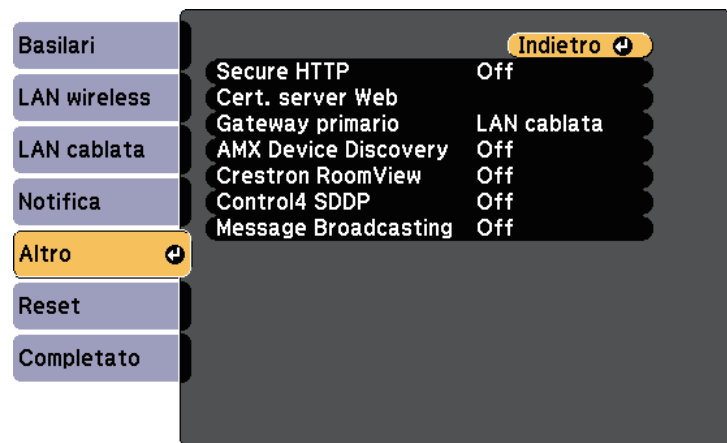 Basilari
LAN wireless
LAN cablata
Notifica
Altro
Reset
Completato
Indietro
Secure HTTP Off
Cert. server Web
Gateway primario LAN cablata
AMX Device Discovery Off
Crestron RoomView Off
Control4 SDDP Off
Message Broadcasting Off